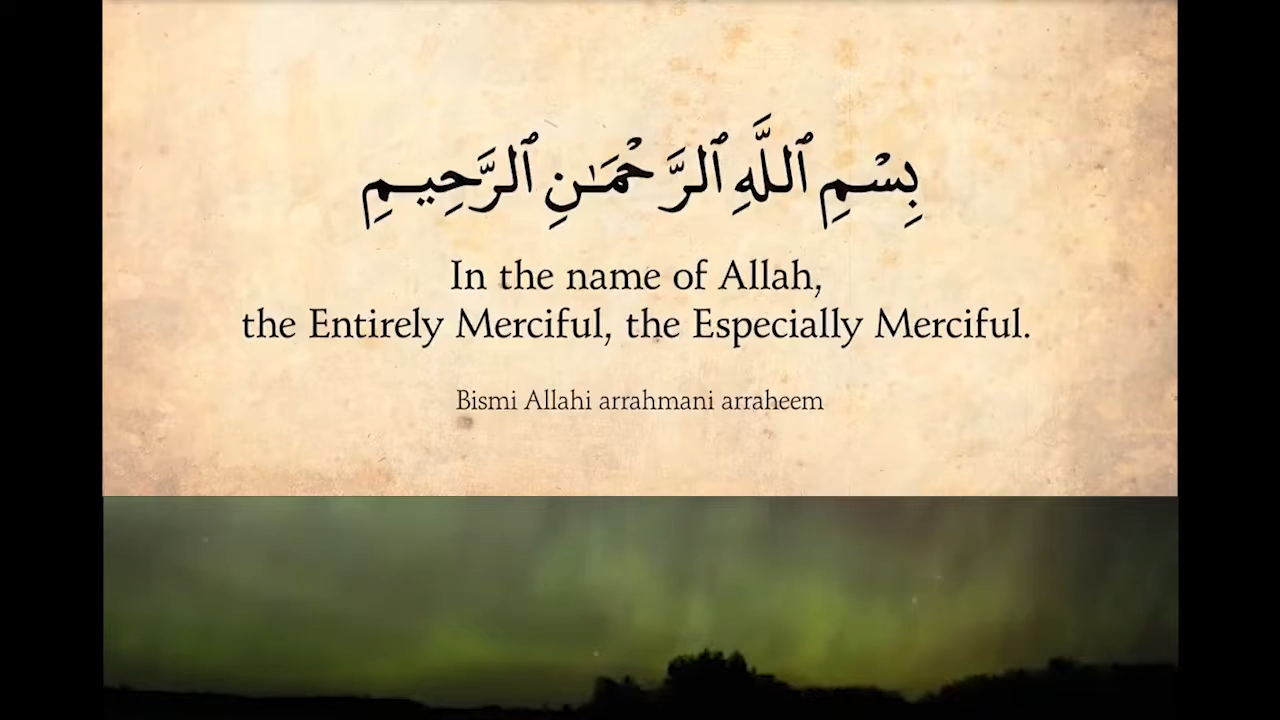 بِسْمِ ٱللَّهِ ٱلرَّحْمَـٰنِ ٱلرَّحِيمِ
In the name of Allah,
the Entirely Merciful, the Especially Merciful.
Bismi Allahi arrahmani arraheem